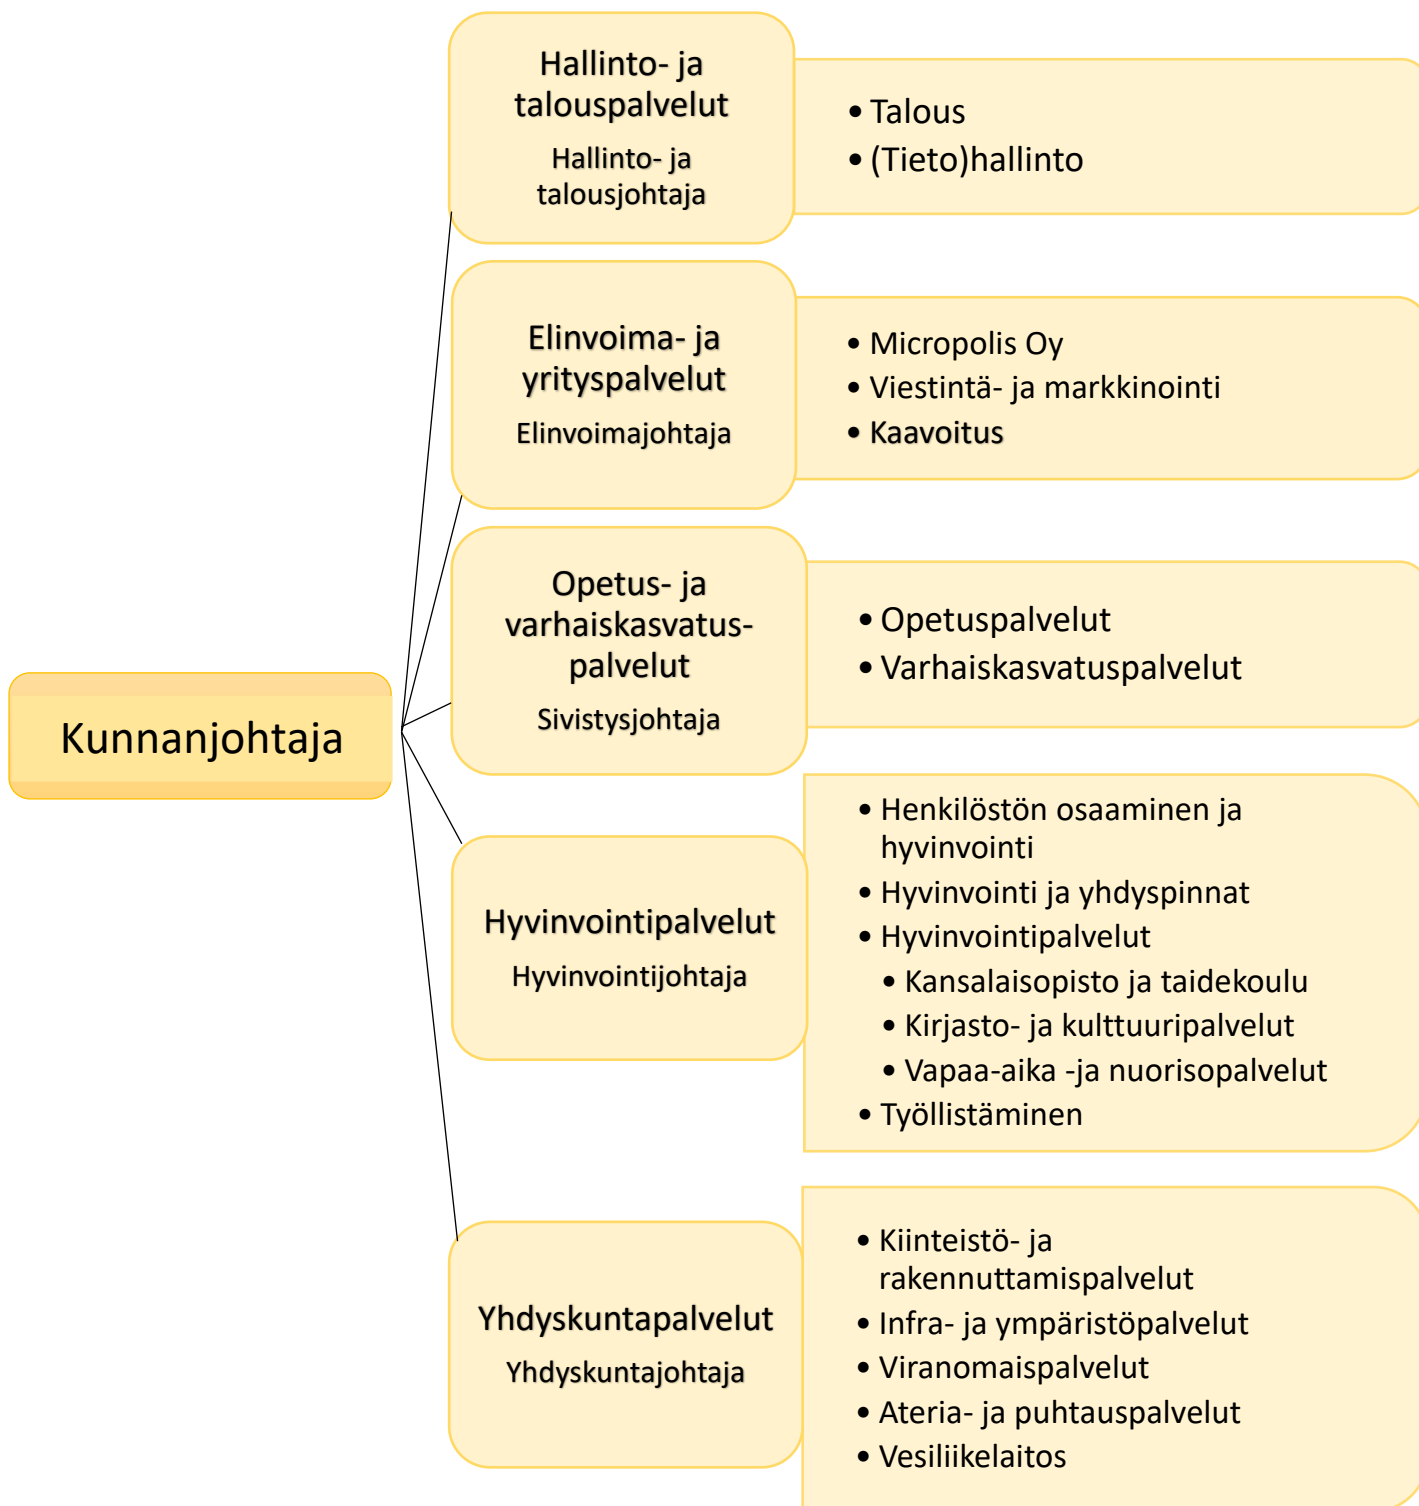 Hallinto- ja
talouspalvelut
Hallinto- ja
talousjohtaja
• Talous
• (Tieto)hallinto
Elinvoima- ja
yrityspalvelut
Elinvoimajohtaja
• Micropolis Oy
• Viestintä- ja markkinointi
• Kaavoitus
Opetus- ja
varhaiskasvatus-
palvelut
Sivistysjohtaja
• Opetuspalvelut
• Varhaiskasvatuspalvelut
Kunnanjohtaja
Hyvinvointipalvelut
Hyvinvointijohtaja
• Henkilöstön osaaminen ja
hyvinvointi
• Hyvinvointi ja yhdyspinnat
• Hyvinvointipalvelut
• Kansalaisopisto ja taidekoulu
• Kirjasto- ja kulttuuripalvelut
• Vapaa-aika -ja nuorisopalvelut
• Työllistäminen
Yhdyskuntapalvelut
Yhdyskuntajohtaja
• Kiinteistö- ja
rakennuttamispalvelut
• Infra- ja ympäristöpalvelut
• Viranomaispalvelut
• Ateria- ja puhtauspalvelut
• Vesiliikelaitos